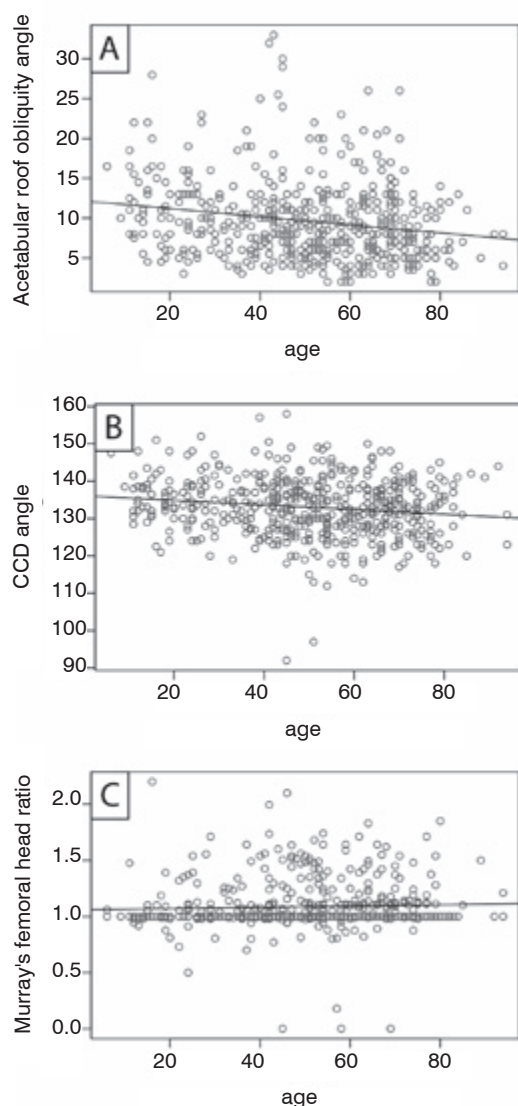 A
Acetabular roof obliquity angle
30
25
20
15
10
5
20 40 60 80
age
B
CCD angle
160
150
140
130
120
110
100
90
20 40 60 80
age
C
Murray's femoral head ratio
2.0
1.5
1.0
0.5
0.0
20 40 60 80
age